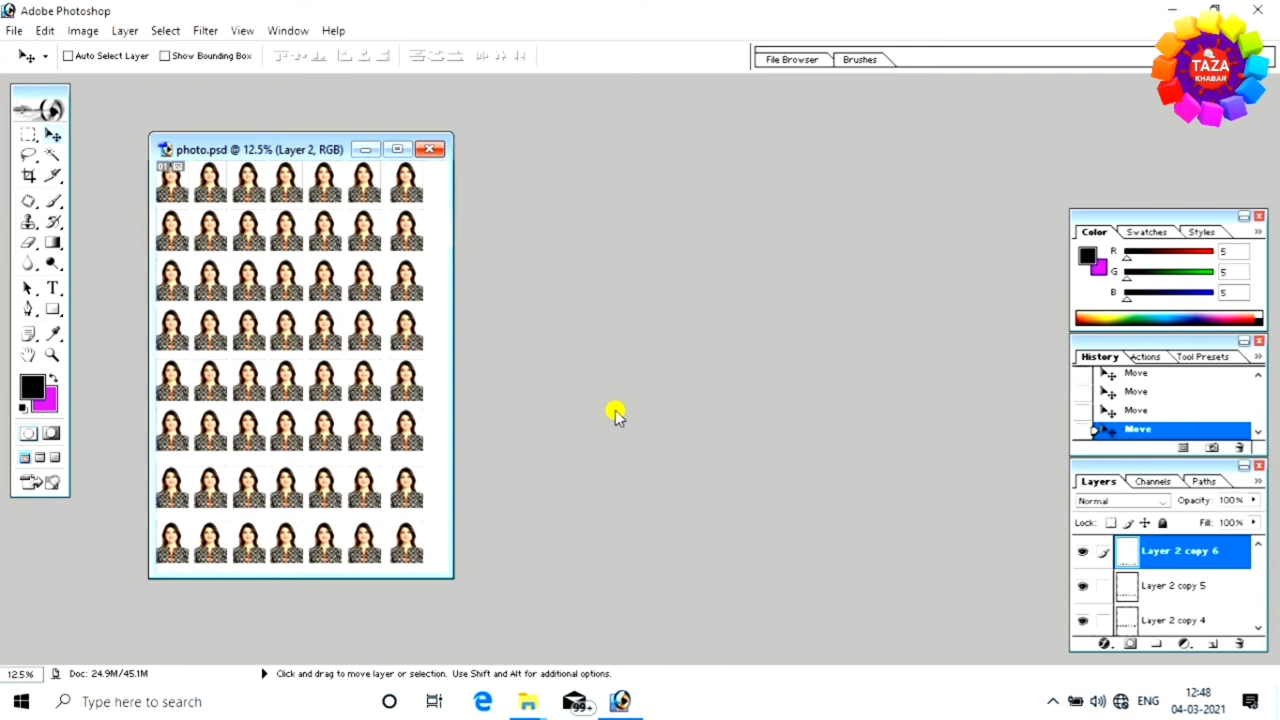 Adobe Photoshop
File Edit Image Layer Select Filter View Window Help
Auto Select Layer Show Bounding Box
File Browser Brushes
TAZA
KHABAR
photo.psd @ 12.5% (Layer 2, RGB)
Color Swatches Styles
R 5
G 5
B 5
History Actions Tool Presets
Move
Move
Move
Move
Layers Channels Paths
Normal Opacity: 100%
Lock: Fill: 100%
Layer 2 copy 6
Layer 2 copy 5
Layer 2 copy 4
12.5% Doc: 24.9M/45.1M Click and drag to move layer or selection. Use Shift and Alt for additional options.
Type here to search
99+
ENG
12:48
04-03-2021